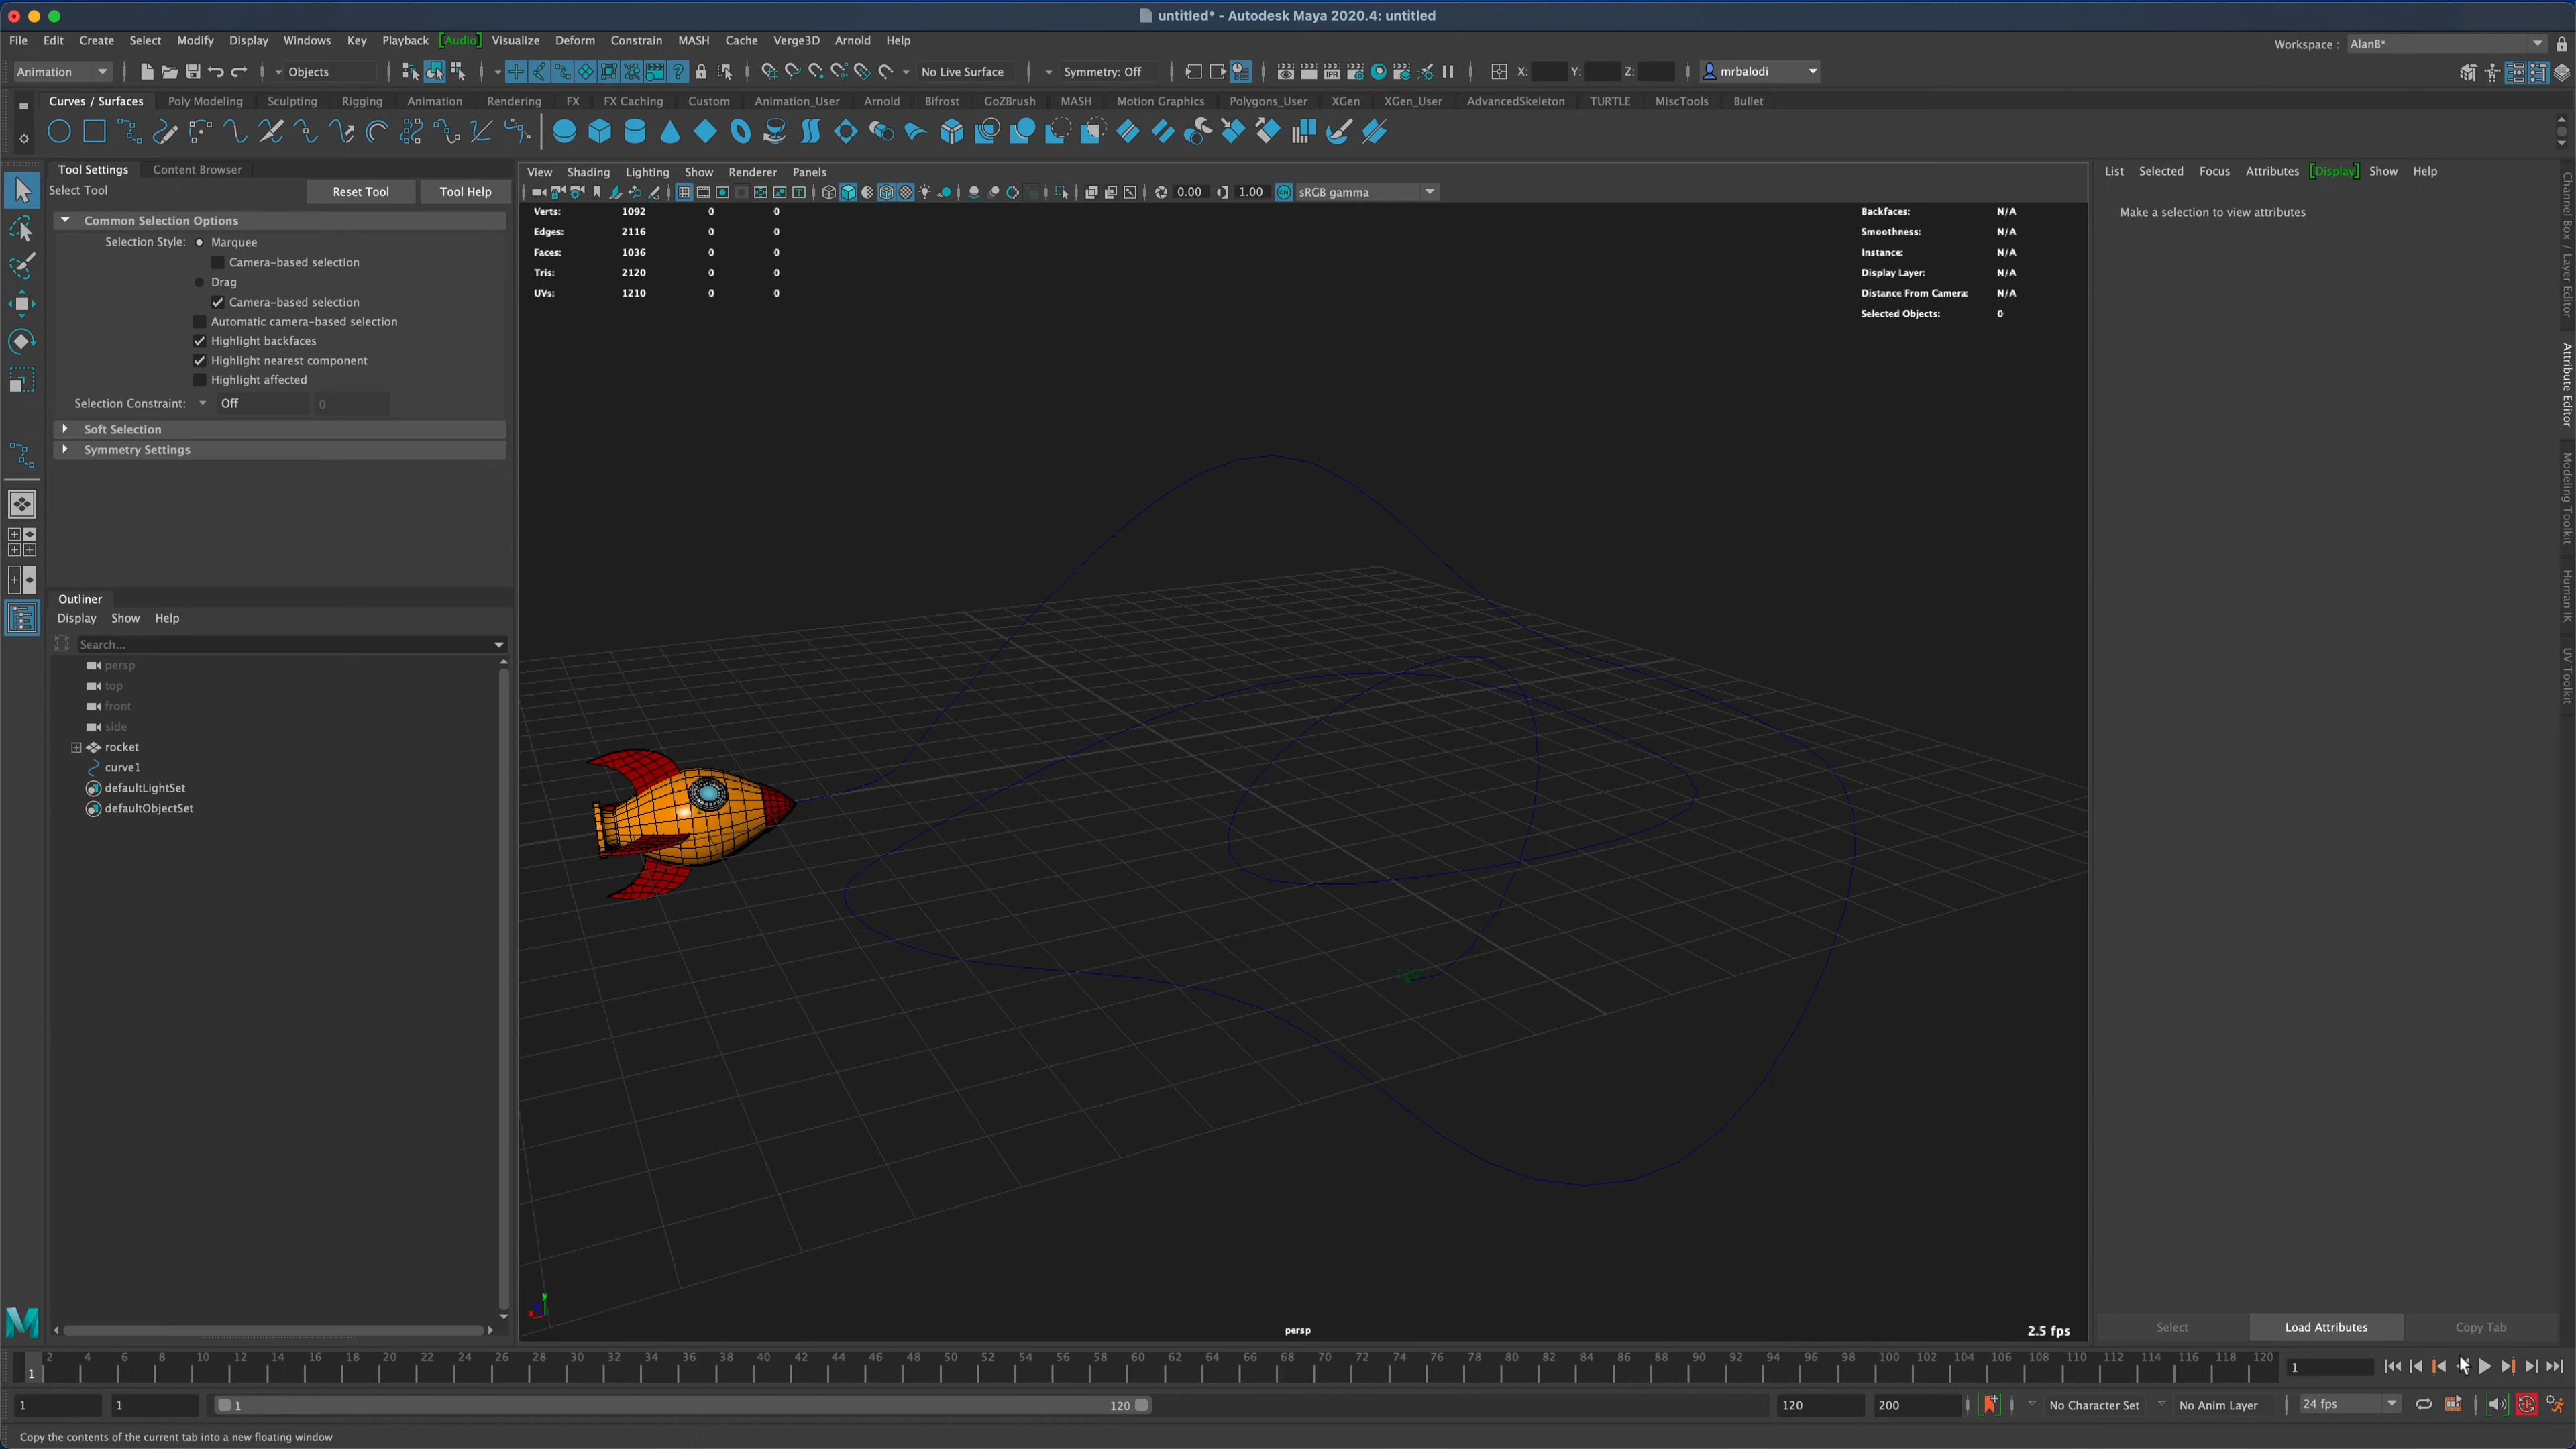 untitled* - Autodesk Maya 2020.4: untitled
File Edit Create Select Modify Display Windows Key Playback [Audio] Visualize Deform Constrain MASH Cache Verge3D Arnold Help
Workspace : AlanB*
Animation Objects No Live Surface Symmetry: Off X: Y: Z: mrbalodi
Curves / Surfaces Poly Modeling Sculpting Rigging Animation Rendering FX FX Caching Custom Animation_User Arnold Bifrost GoZBrush MASH Motion Graphics Polygons_User XGen XGen_User AdvancedSkeleton TURTLE MiscTools Bullet
Tool Settings Content Browser
Select Tool Reset Tool Tool Help
Common Selection Options
Selection Style: Marquee
Camera-based selection
Drag
Camera-based selection
Automatic camera-based selection
Highlight backfaces
Highlight nearest component
Highlight affected
Selection Constraint: Off 0
Soft Selection
Symmetry Settings
Outliner
Display Show Help
Search...
persp
top
front
side
rocket
curve1
defaultLightSet
defaultObjectSet
View Shading Lighting Show Renderer Panels
IPR 0.00 1.00 ON sRGB gamma
Verts: 1092 0 0
Edges: 2116 0 0
Faces: 1036 0 0
Tris: 2120 0 0
UVs: 1210 0 0
Backfaces: N/A
Smoothness: N/A
Instance: N/A
Display Layer: N/A
Distance From Camera: N/A
Selected Objects: 0
y
x
persp
2.5 fps
List Selected Focus Attributes [Display] Show Help
Make a selection to view attributes
Channel Box / Layer Editor
Attribute Editor
Modeling Toolkit
Human IK
UV Toolkit
Select Load Attributes Copy Tab
M
1 2 4 6 8 10 12 14 16 18 20 22 24 26 28 30 32 34 36 38 40 42 44 46 48 50 52 54 56 58 60 62 64 66 68 70 72 74 76 78 80 82 84 86 88 90 92 94 96 98 100 102 104 106 108 110 112 114 116 118 120 1
1 1 1 120 120 200 No Character Set No Anim Layer 24 fps
Copy the contents of the current tab into a new floating window